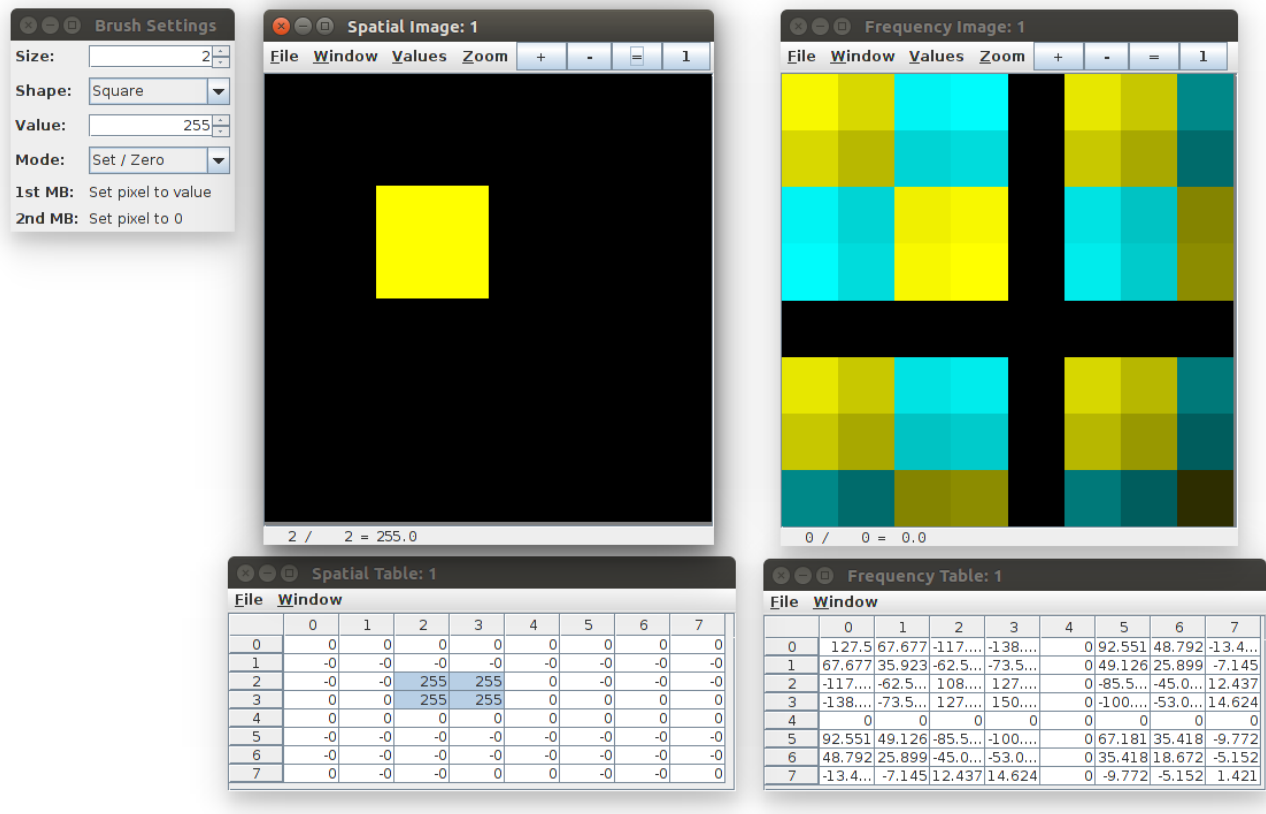 Brush Settings
Size: 2
Shape: Square
Value: 255
Mode: Set / Zero
1st MB: Set pixel to value
2nd MB: Set pixel to 0
Spatial Image: 1
File Window Values Zoom + - = 1
2 / 2 = 255.0
Frequency Image: 1
File Window Values Zoom + - = 1
0 / 0 = 0.0
Spatial Table: 1
File Window
0 1 2 3 4 5 6 7
0 0 0 0 0 0 0 0 0
1 -0 -0 -0 -0 0 -0 -0 -0
2 -0 -0 255 255 0 -0 -0 -0
3 0 0 255 255 0 0 0 0
4 0 0 0 0 0 0 0 0
5 -0 -0 -0 -0 0 -0 -0 -0
6 -0 -0 -0 -0 0 -0 -0 -0
7 0 -0 -0 0 0 -0 -0 0
Frequency Table: 1
File Window
0 1 2 3 4 5 6 7
0 127.5 67.677 -117.... -138.... 0 92.551 48.792 -13.4...
1 67.677 35.923 -62.5... -73.5... 0 49.126 25.899 -7.145
2 -117.... -62.5... 108.... 127.... 0 -85.5... -45.0... 12.437
3 -138.... -73.5... 127.... 150.... 0 -100.... -53.0... 14.624
4 0 0 0 0 0 0 0 0
5 92.551 49.126 -85.5... -100.... 0 67.181 35.418 -9.772
6 48.792 25.899 -45.0... -53.0... 0 35.418 18.672 -5.152
7 -13.4... -7.145 12.437 14.624 0 -9.772 -5.152 1.421